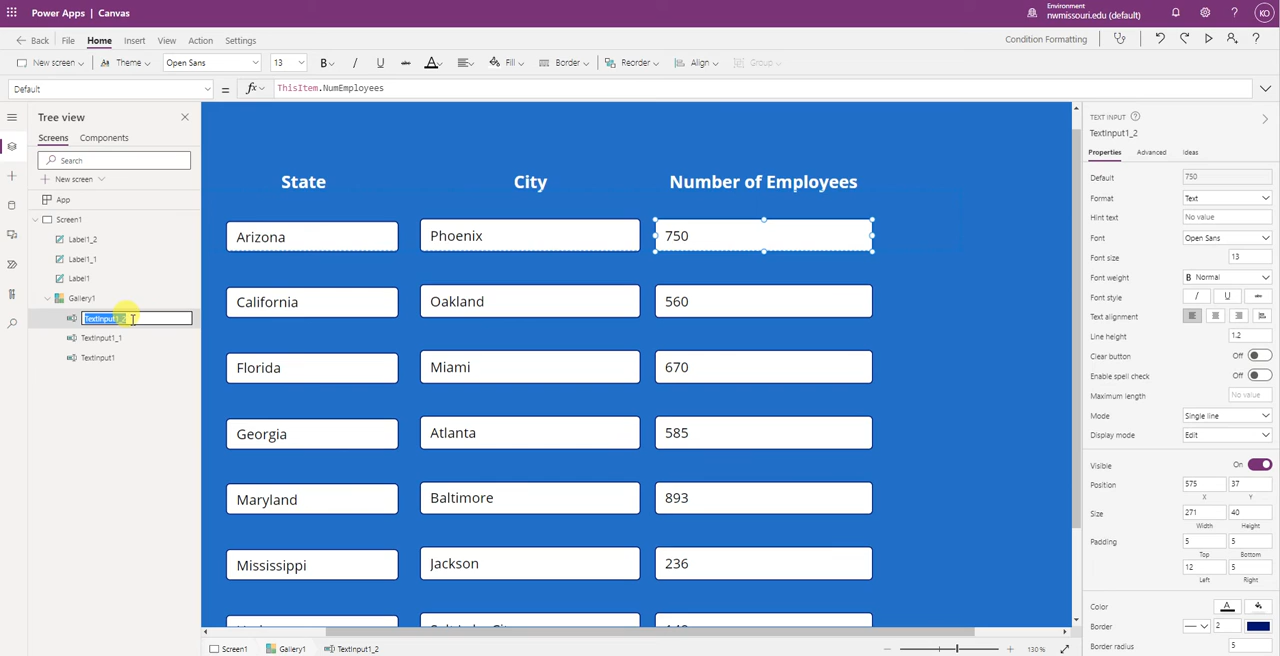 Power Apps | Canvas
Environment
nwmissouri.edu (default)
KO
Back File Home Insert View Action Settings
Condition Formatting
New screen Theme Open Sans 13 B / U abc A Fill Border Reorder Align Group
Default = fx ThisItem.NumEmployees
Tree view
Screens Components
Search
New screen
App
Screen1
Label1_2
Label1_1
Label1
Gallery1
TextInput1_2
TextInput1_1
TextInput1
State City Number of Employees
Arizona Phoenix 750
California Oakland 560
Florida Miami 670
Georgia Atlanta 585
Maryland Baltimore 893
Mississippi Jackson 236
Screen1 Gallery1 TextInput1_2
130 %
TEXT INPUT
TextInput1_2
Properties Advanced Ideas
Default 750
Format Text
Hint text No value
Font Open Sans
Font size 13
Font weight B Normal
Font style / U abc
Text alignment
Line height 1.2
Clear button Off
Enable spell check Off
Maximum length No value
Mode Single line
Display mode Edit
Visible On
Position 575 37
X Y
Size 271 40
Width Height
Padding 5 5
Top Bottom
12 5
Left Right
Color A
Border 2
Border radius 5